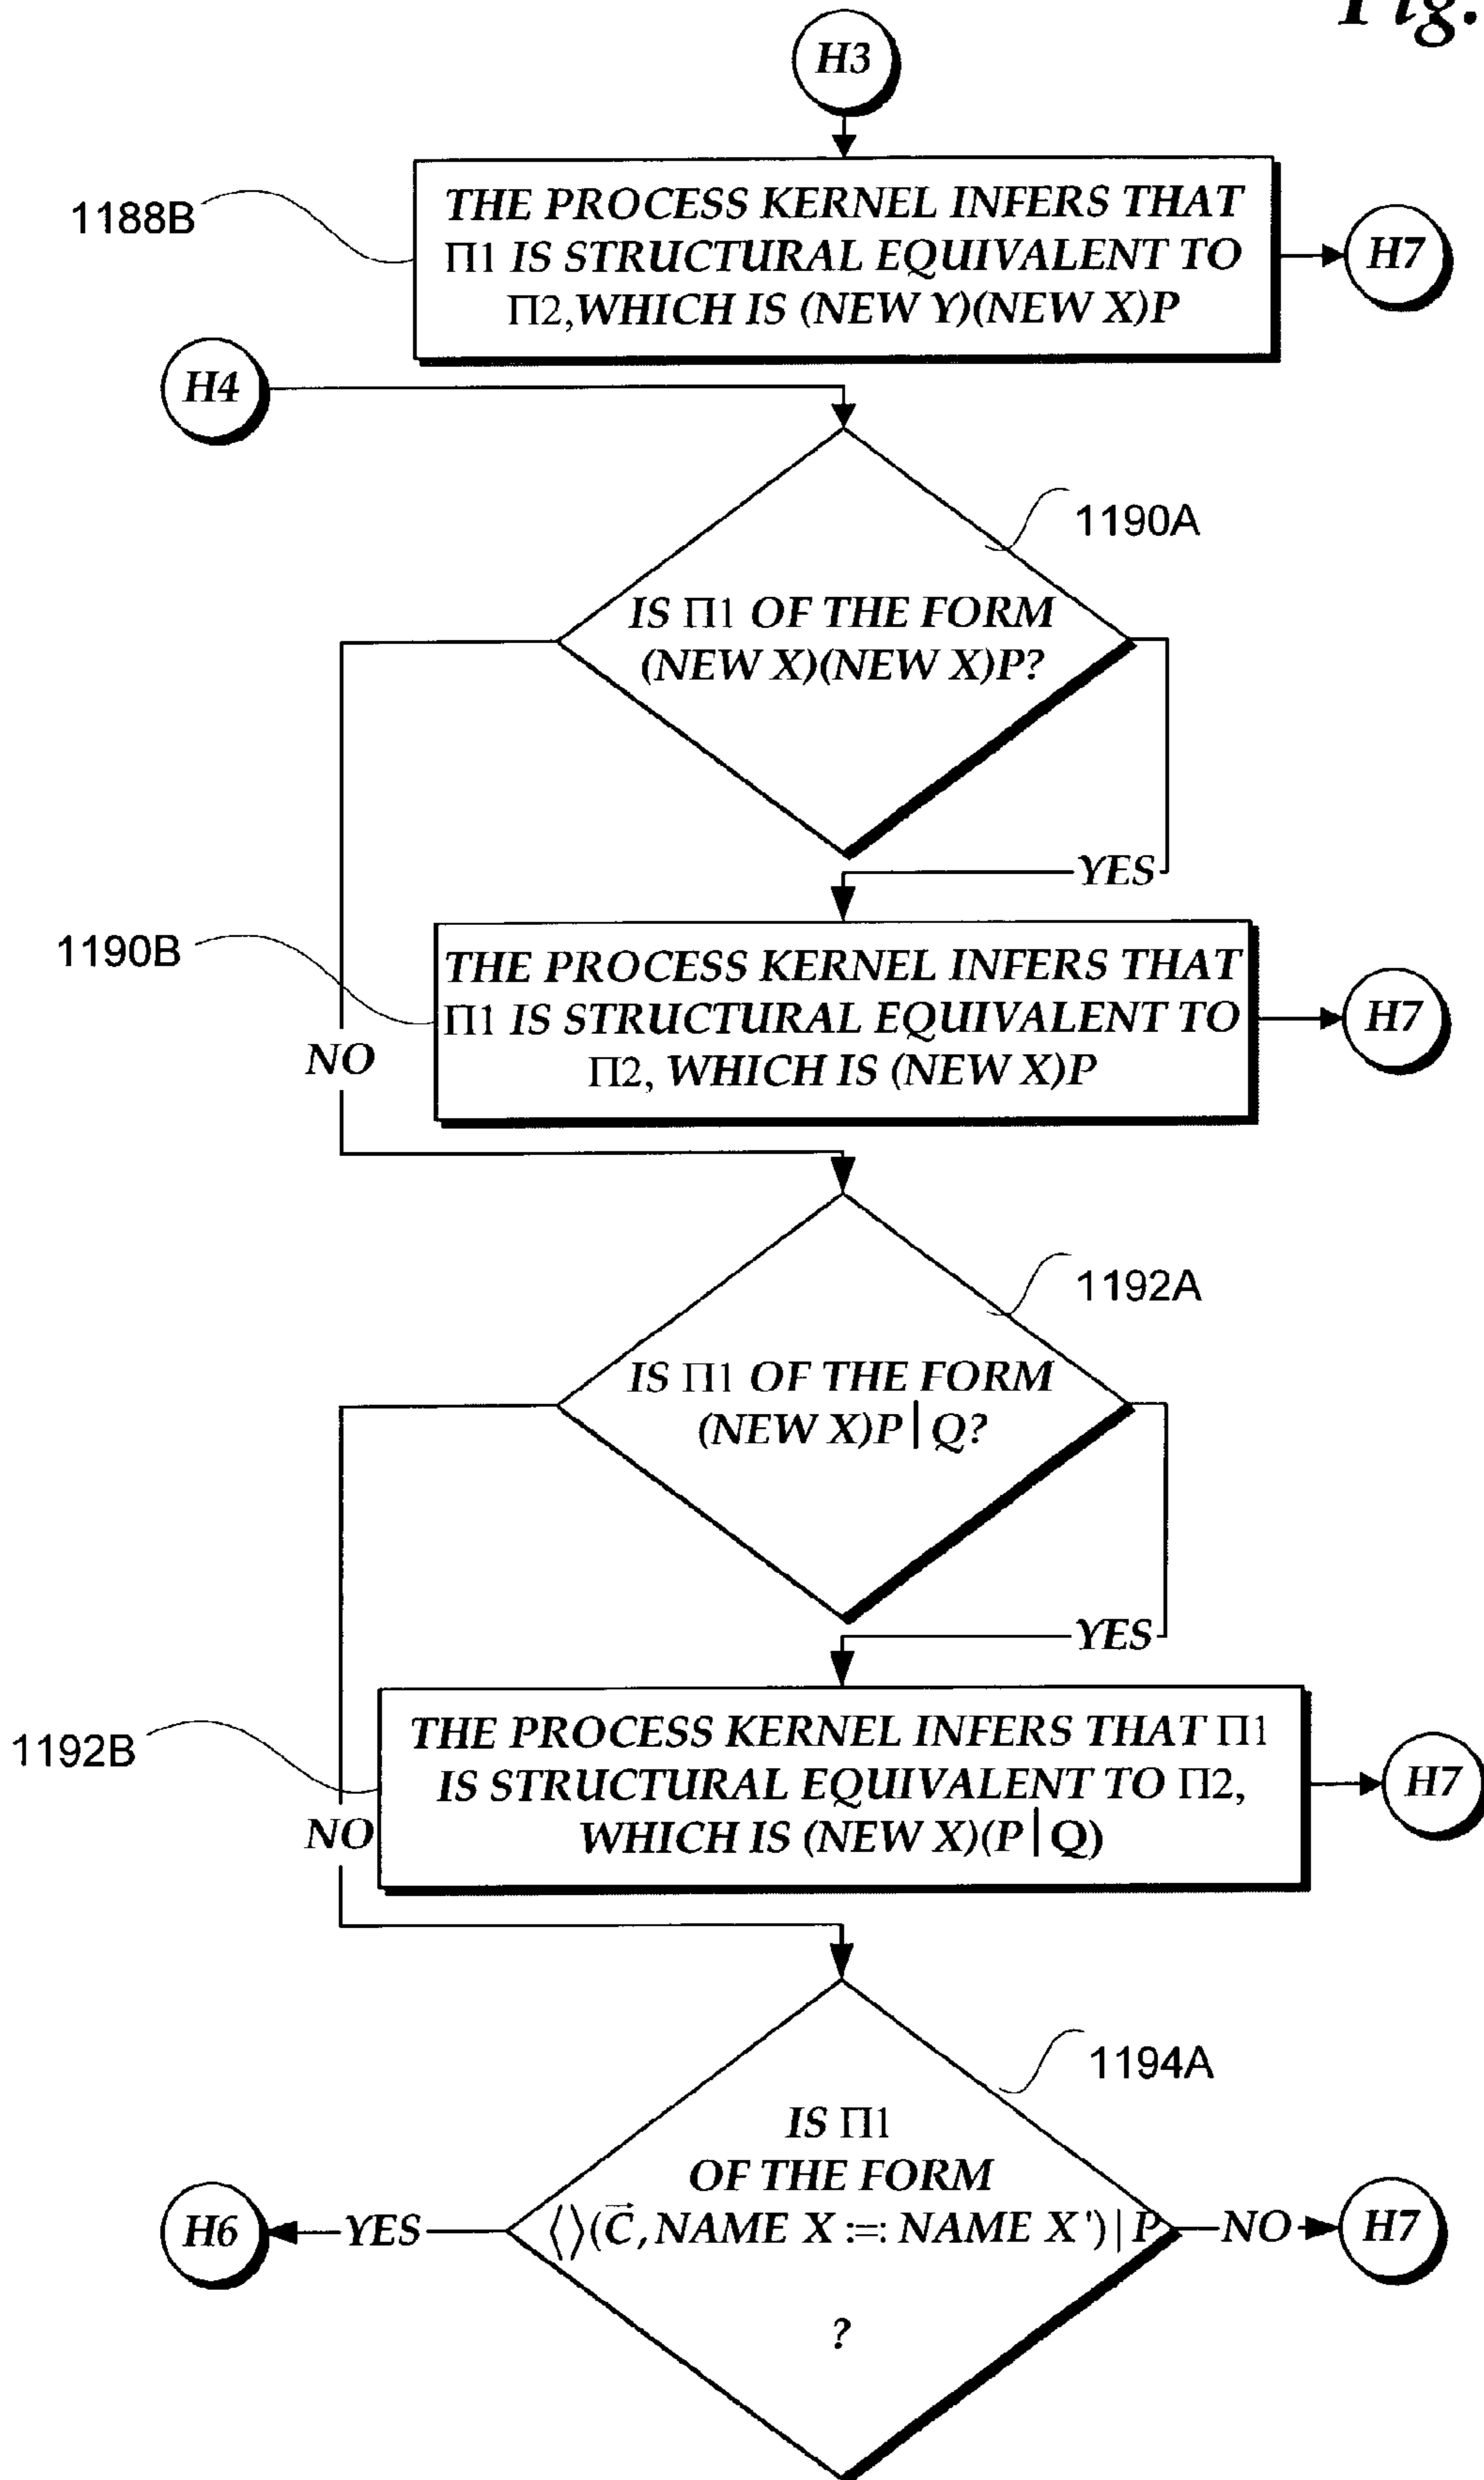 Fig.
H3
1188B
THE PROCESS KERNEL INFERS THAT
Π1 IS STRUCTURAL EQUIVALENT TO
Π2,WHICH IS (NEW Y)(NEW X)P
H7
H4
1190A
IS Π1 OF THE FORM
(NEW X)(NEW X)P?
YES
1190B
THE PROCESS KERNEL INFERS THAT
Π1 IS STRUCTURAL EQUIVALENT TO
Π2, WHICH IS (NEW X)P
H7
NO
1192A
IS Π1 OF THE FORM
(NEW X)P|Q?
YES
1192B
THE PROCESS KERNEL INFERS THAT Π1
IS STRUCTURAL EQUIVALENT TO Π2,
WHICH IS (NEW X)(P|Q)
H7
NO
1194A
IS Π1
OF THE FORM
⟨⟩(C⃗, NAME X :=: NAME X')|P
?
H6
YES
NO
H7